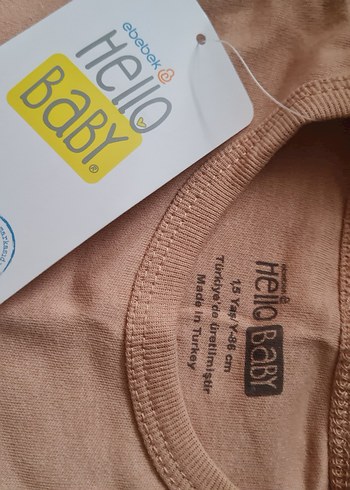 ebebek
Hello
BABY®
Hello
BABY
1,5 Yaş/Y-86 cm
Türkiye'de üretilmiştir
Made in Turkey